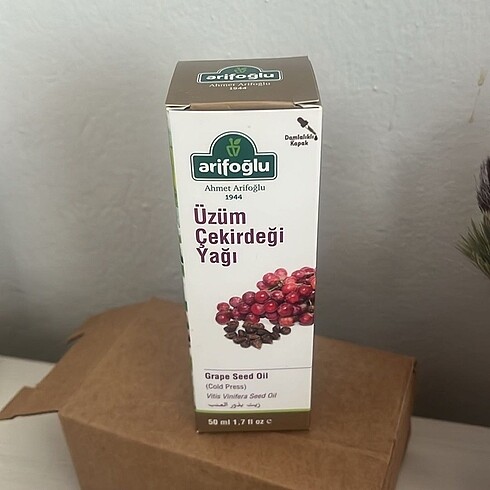 arifoğlu
Ahmet Arifoğlu
1944
Damlalıklı
Kapak
arifoğlu
Ahmet Arifoğlu
1944
Üzüm
Çekirdeği
Yağı
Grape Seed Oil
(Cold Press)
Vitis Vinifera Seed Oil
زيت بذور العنب
50 ml 1,7 fl oz e